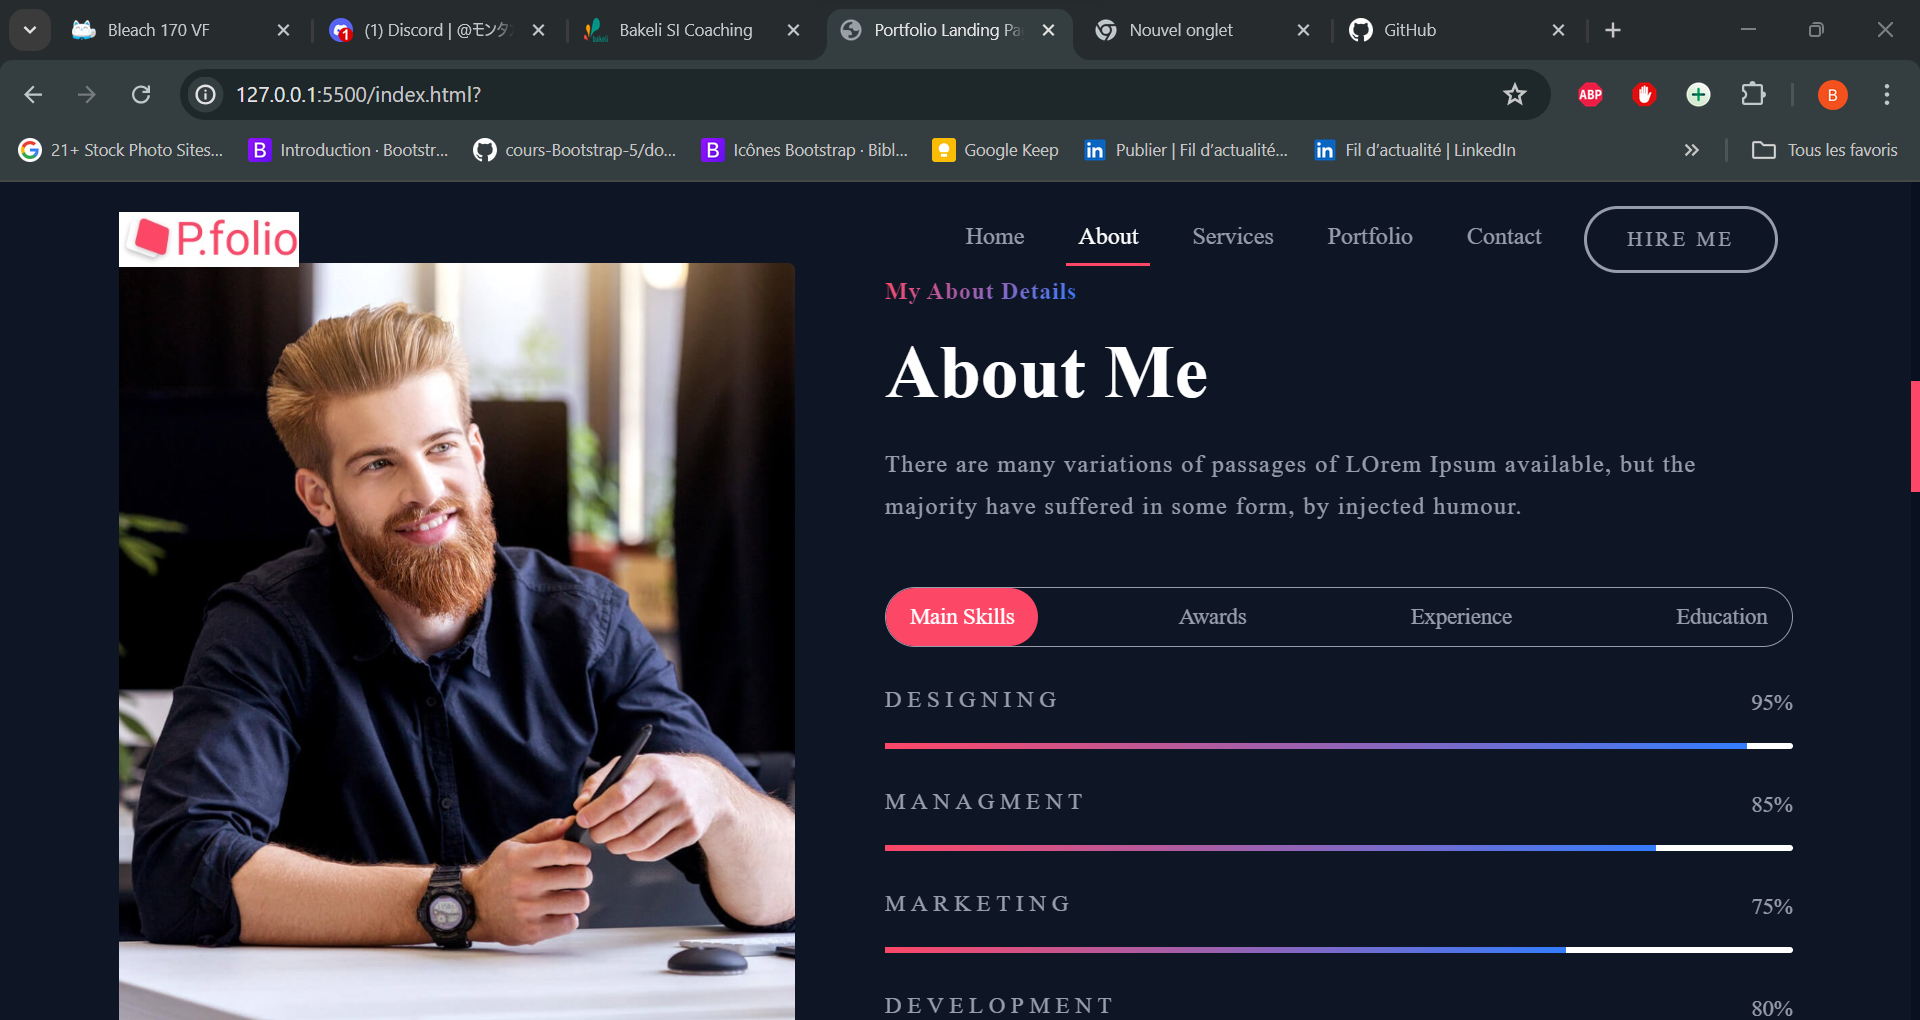 Bleach 170 VF
(1) Discord | @モンタ
Bakeli SI Coaching
Portfolio Landing Pa
Nouvel onglet
GitHub
127.0.0.1:5500/index.html?
ABP
B
21+ Stock Photo Sites...
Introduction · Bootstr...
cours-Bootstrap-5/do...
Icônes Bootstrap · Bibl...
Google Keep
Publier | Fil d'actualité...
Fil d'actualité | LinkedIn
Tous les favoris
P.folio
Home
About
Services
Portfolio
Contact
HIRE ME
My About Details
About Me
There are many variations of passages of LOrem Ipsum available, but the
majority have suffered in some form, by injected humour.
Main Skills
Awards
Experience
Education
DESIGNING
95%
MANAGMENT
85%
MARKETING
75%
DEVELOPMENT
80%